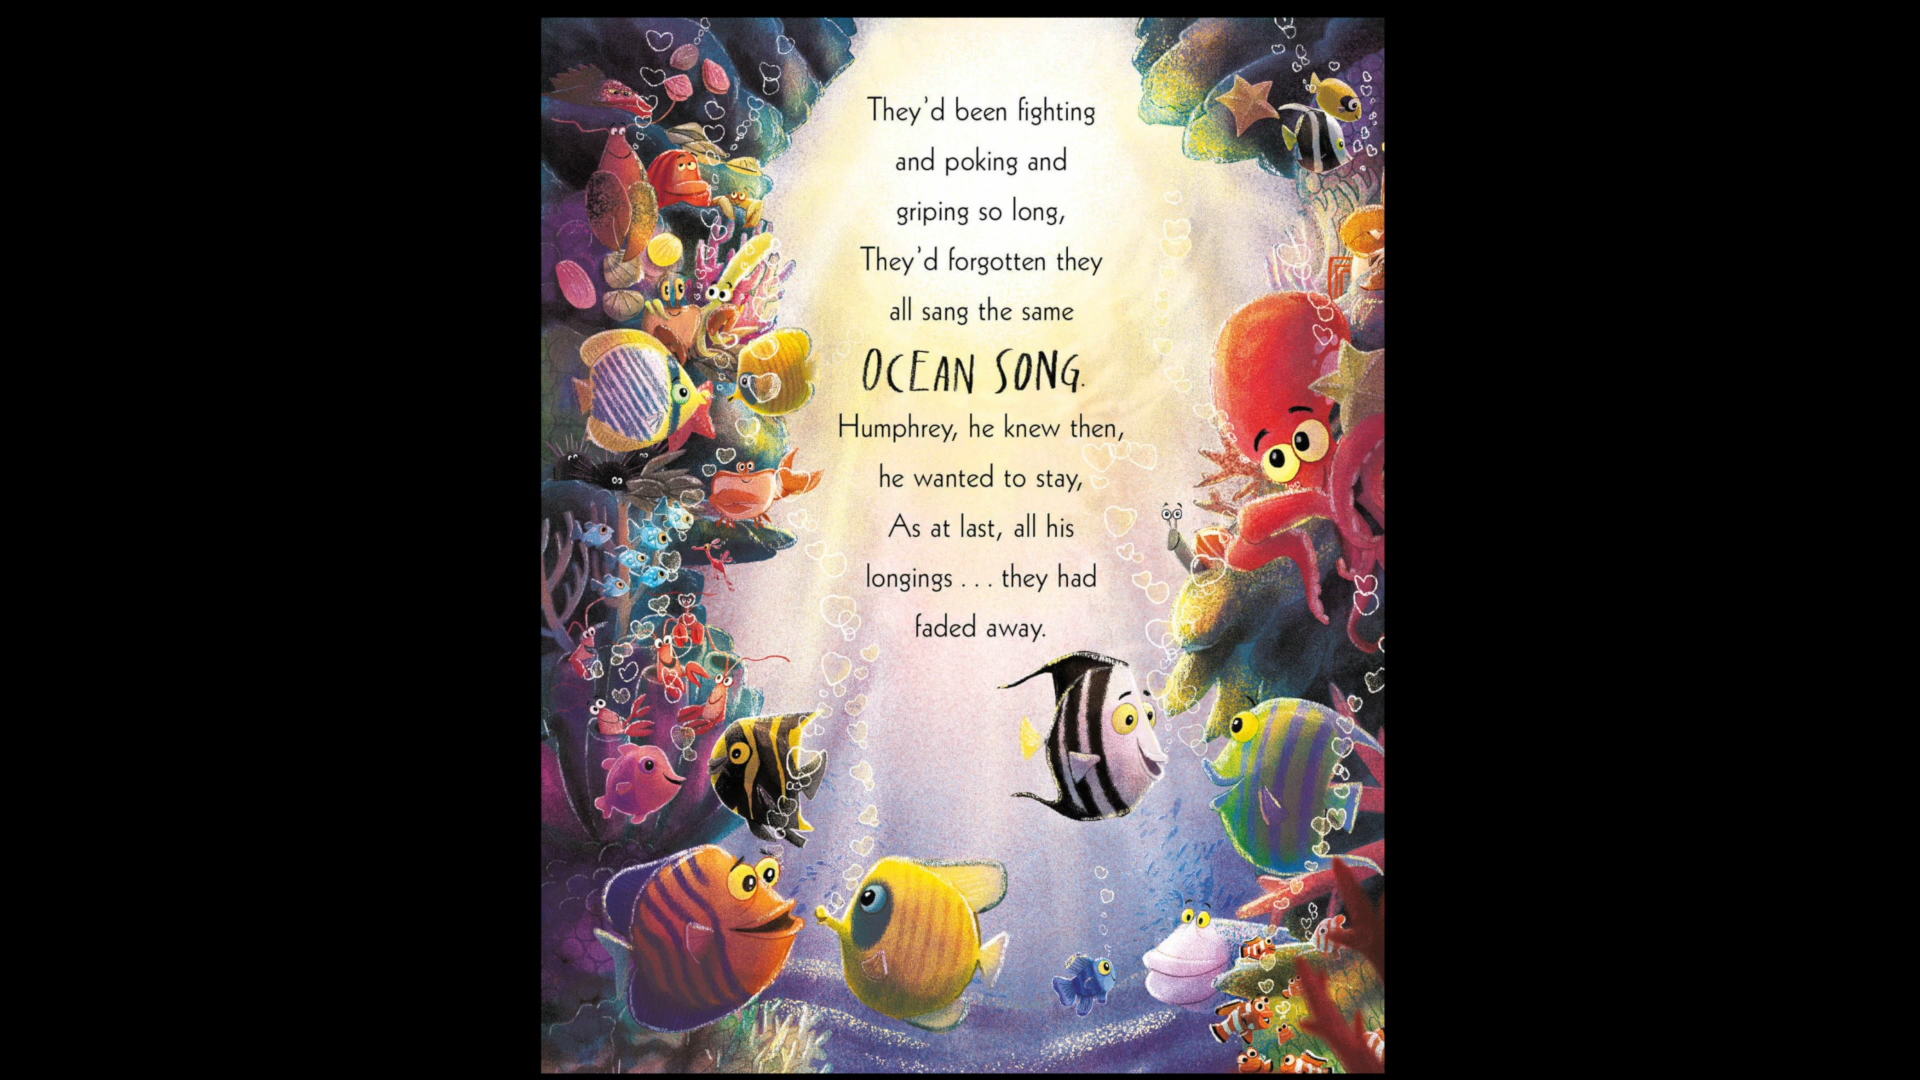 They'd been fighting
and poking and
griping so long,
They'd forgotten they
all sang the same
OCEAN SONG.
Humphrey, he knew then,
he wanted to stay,
As at last, all his
longings . . . they had
faded away.